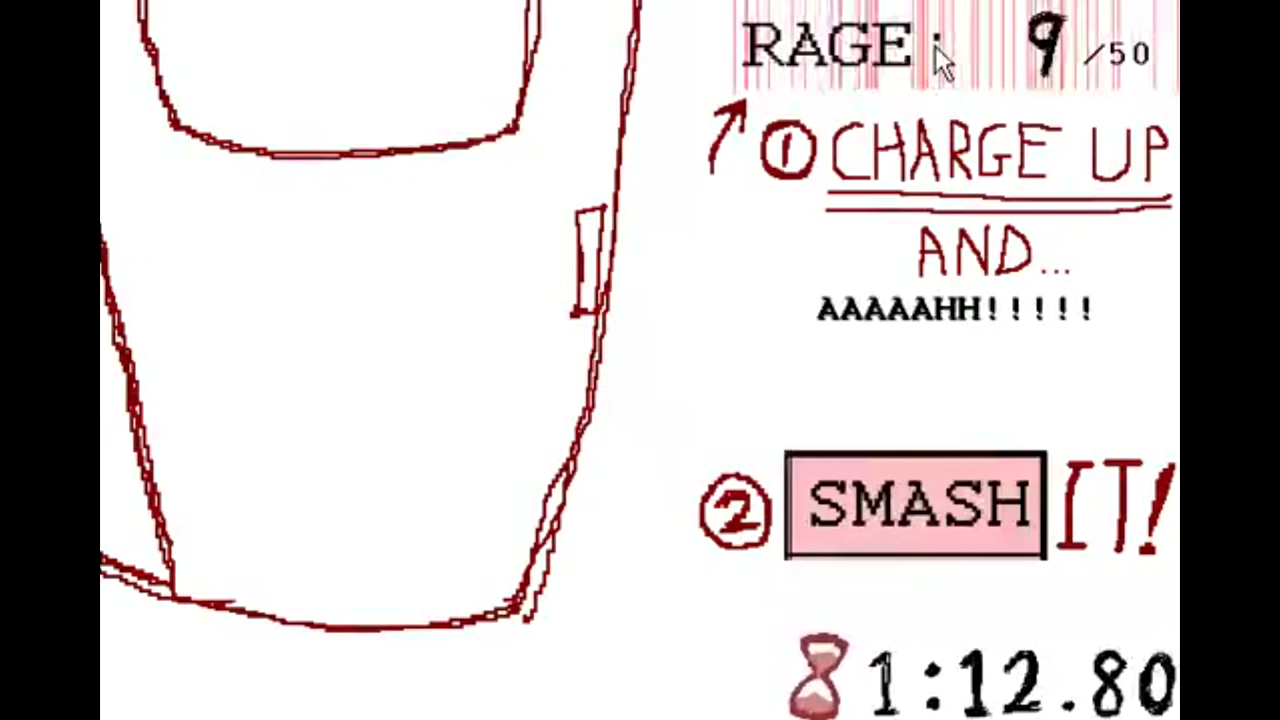 RAGE: 9 /50
① CHARGE UP
AND...
AAAAAHH!!!!!
② SMASH IT!
1:12.80